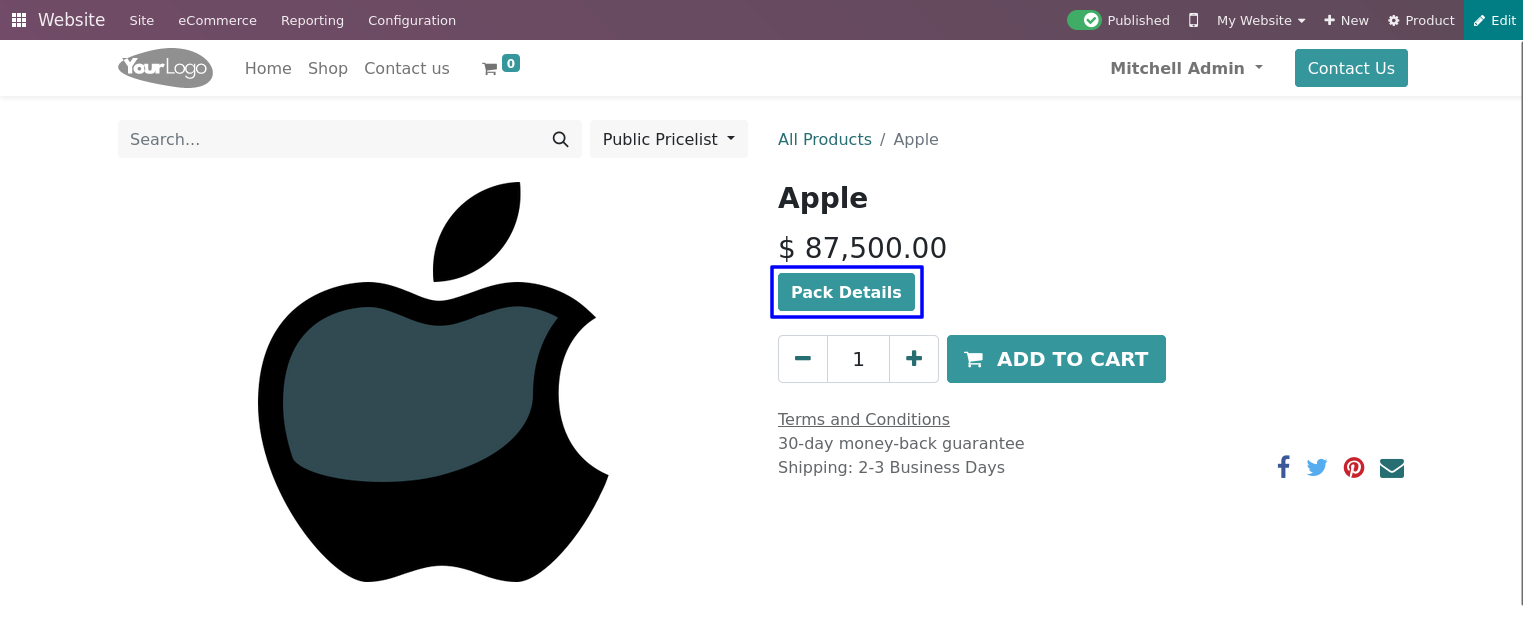 Website Site eCommerce Reporting Configuration Published My Website New Product Edit
YourLogo Home Shop Contact us 0 Mitchell Admin Contact Us
Search... Public Pricelist All Products / Apple
Apple
$ 87,500.00
Pack Details
1 ADD TO CART
Terms and Conditions
30-day money-back guarantee
Shipping: 2-3 Business Days